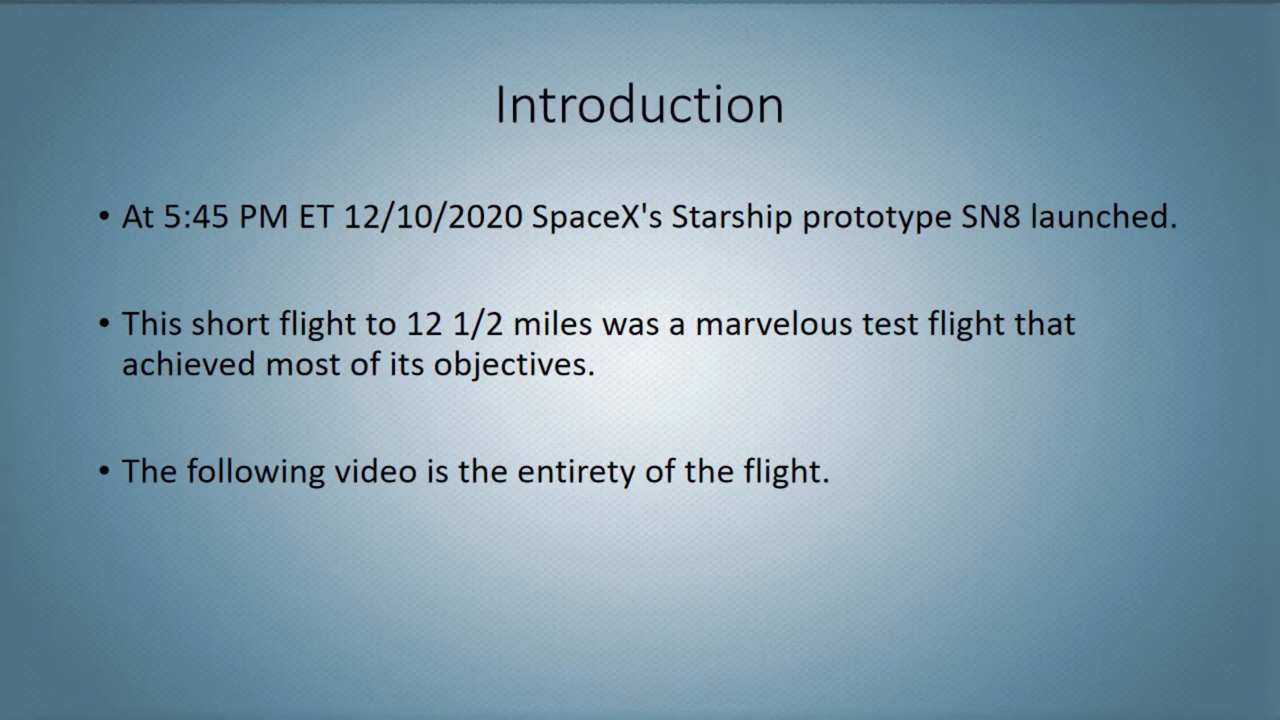 Introduction
• At 5:45 PM ET 12/10/2020 SpaceX's Starship prototype SN8 launched.
• This short flight to 12 1/2 miles was a marvelous test flight that
achieved most of its objectives.
• The following video is the entirety of the flight.